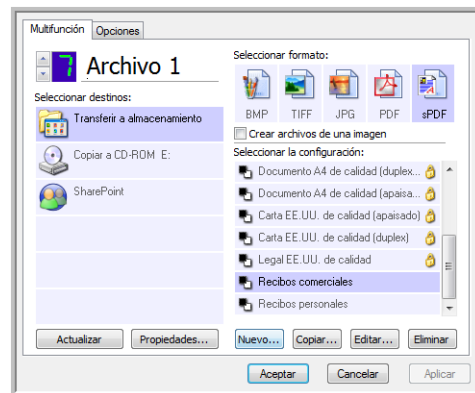 Multifunción
Opciones
7 Archivo 1
Seleccionar destinos:
Transferir a almacenamiento
Copiar a CD-ROM E:
SharePoint
Actualizar
Propiedades...
Seleccionar formato:
BMP
TIFF
JPG
PDF
sPDF
Crear archivos de una imagen
Seleccionar la configuración:
Documento A4 de calidad (duplex...
Documento A4 de calidad (apaisa...
Carta EE.UU. de calidad (apaisado)
Carta EE.UU. de calidad (duplex)
Legal EE.UU. de calidad
Recibos comerciales
Recibos personales
Nuevo...
Copiar...
Editar...
Eliminar
Aceptar
Cancelar
Aplicar